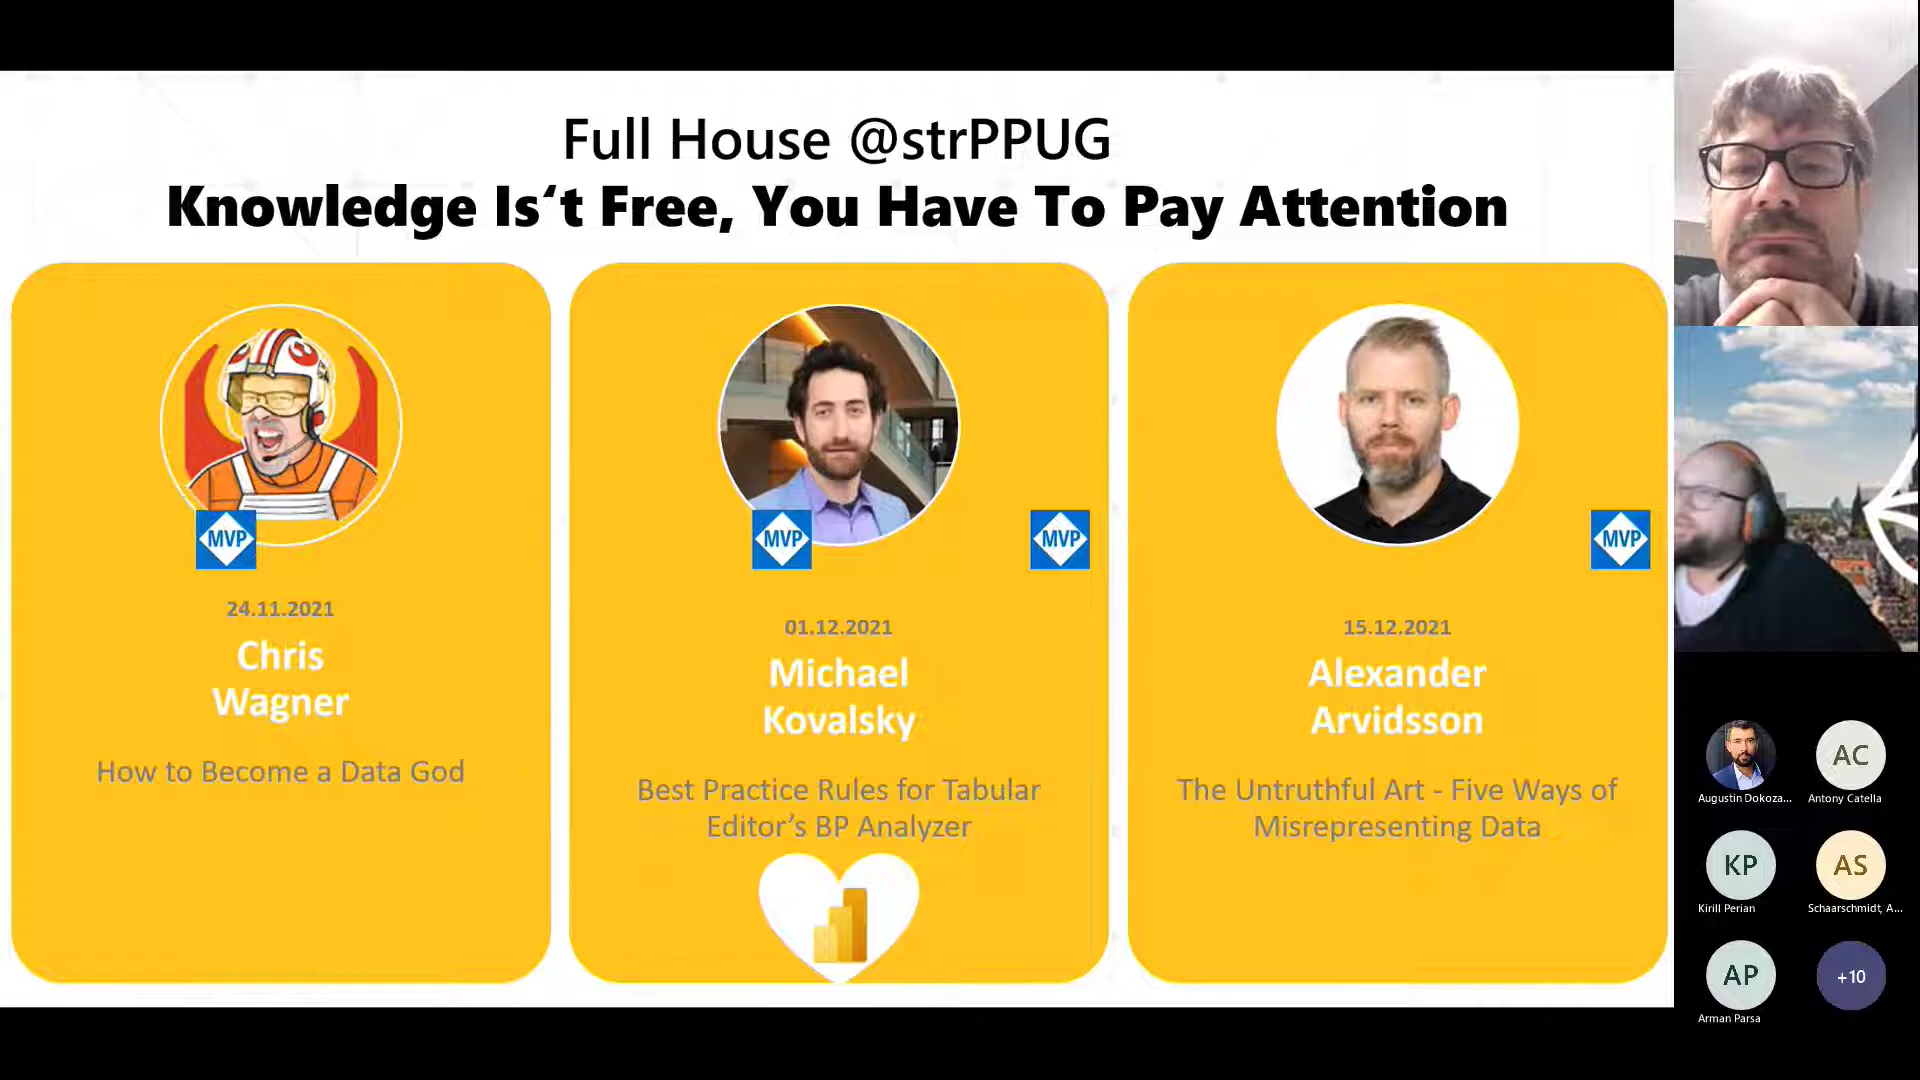 Full House @strPPUG
Knowledge Is‘t Free, You Have To Pay Attention
MVP
24.11.2021
Chris
Wagner
How to Become a Data God
MVP
MVP
01.12.2021
Michael
Kovalsky
Best Practice Rules for Tabular
Editor’s BP Analyzer
MVP
15.12.2021
Alexander
Arvidsson
The Untruthful Art - Five Ways of
Misrepresenting Data
Augustin Dokoza...
AC
Antony Catella
KP
Kirill Perian
AS
Schaarschmidt, A...
AP
Arman Parsa
+10